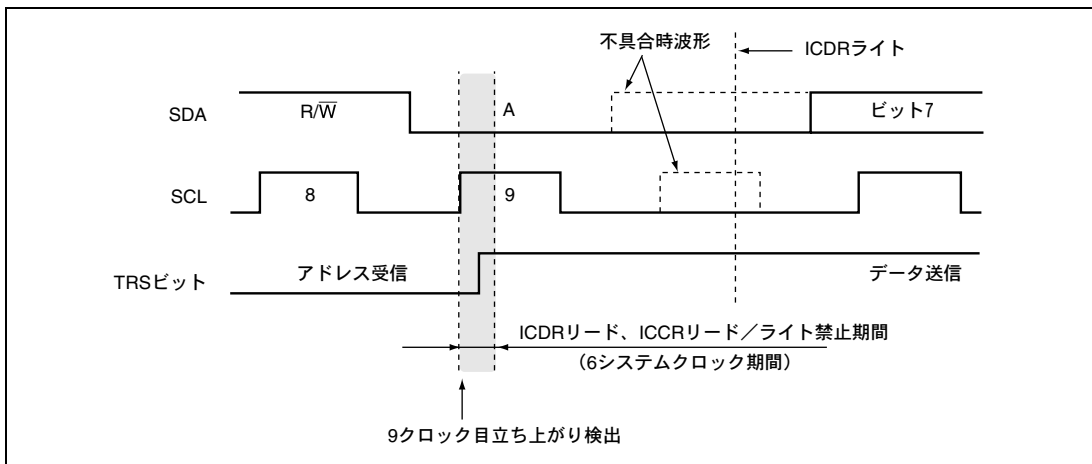 不具合時波形
ICDRライト
SDA
R/W̅
A
ビット7
SCL
8
9
TRSビット
アドレス受信
データ送信
ICDRリード、ICCRリード／ライト禁止期間
（6システムクロック期間）
9クロック目立ち上がり検出